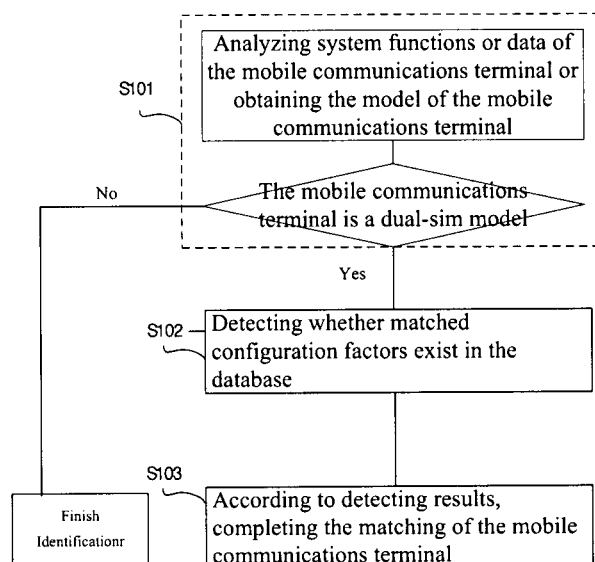 Analyzing system functions or data of
the mobile communications terminal or
obtaining the model of the mobile
communications terminal
S101
No
The mobile communications
terminal is a dual-sim model
Yes
S102
Detecting whether matched
configuration factors exist in the
database
S103
According to detecting results,
completing the matching of the mobile
communications terminal
Finish
Identificationr